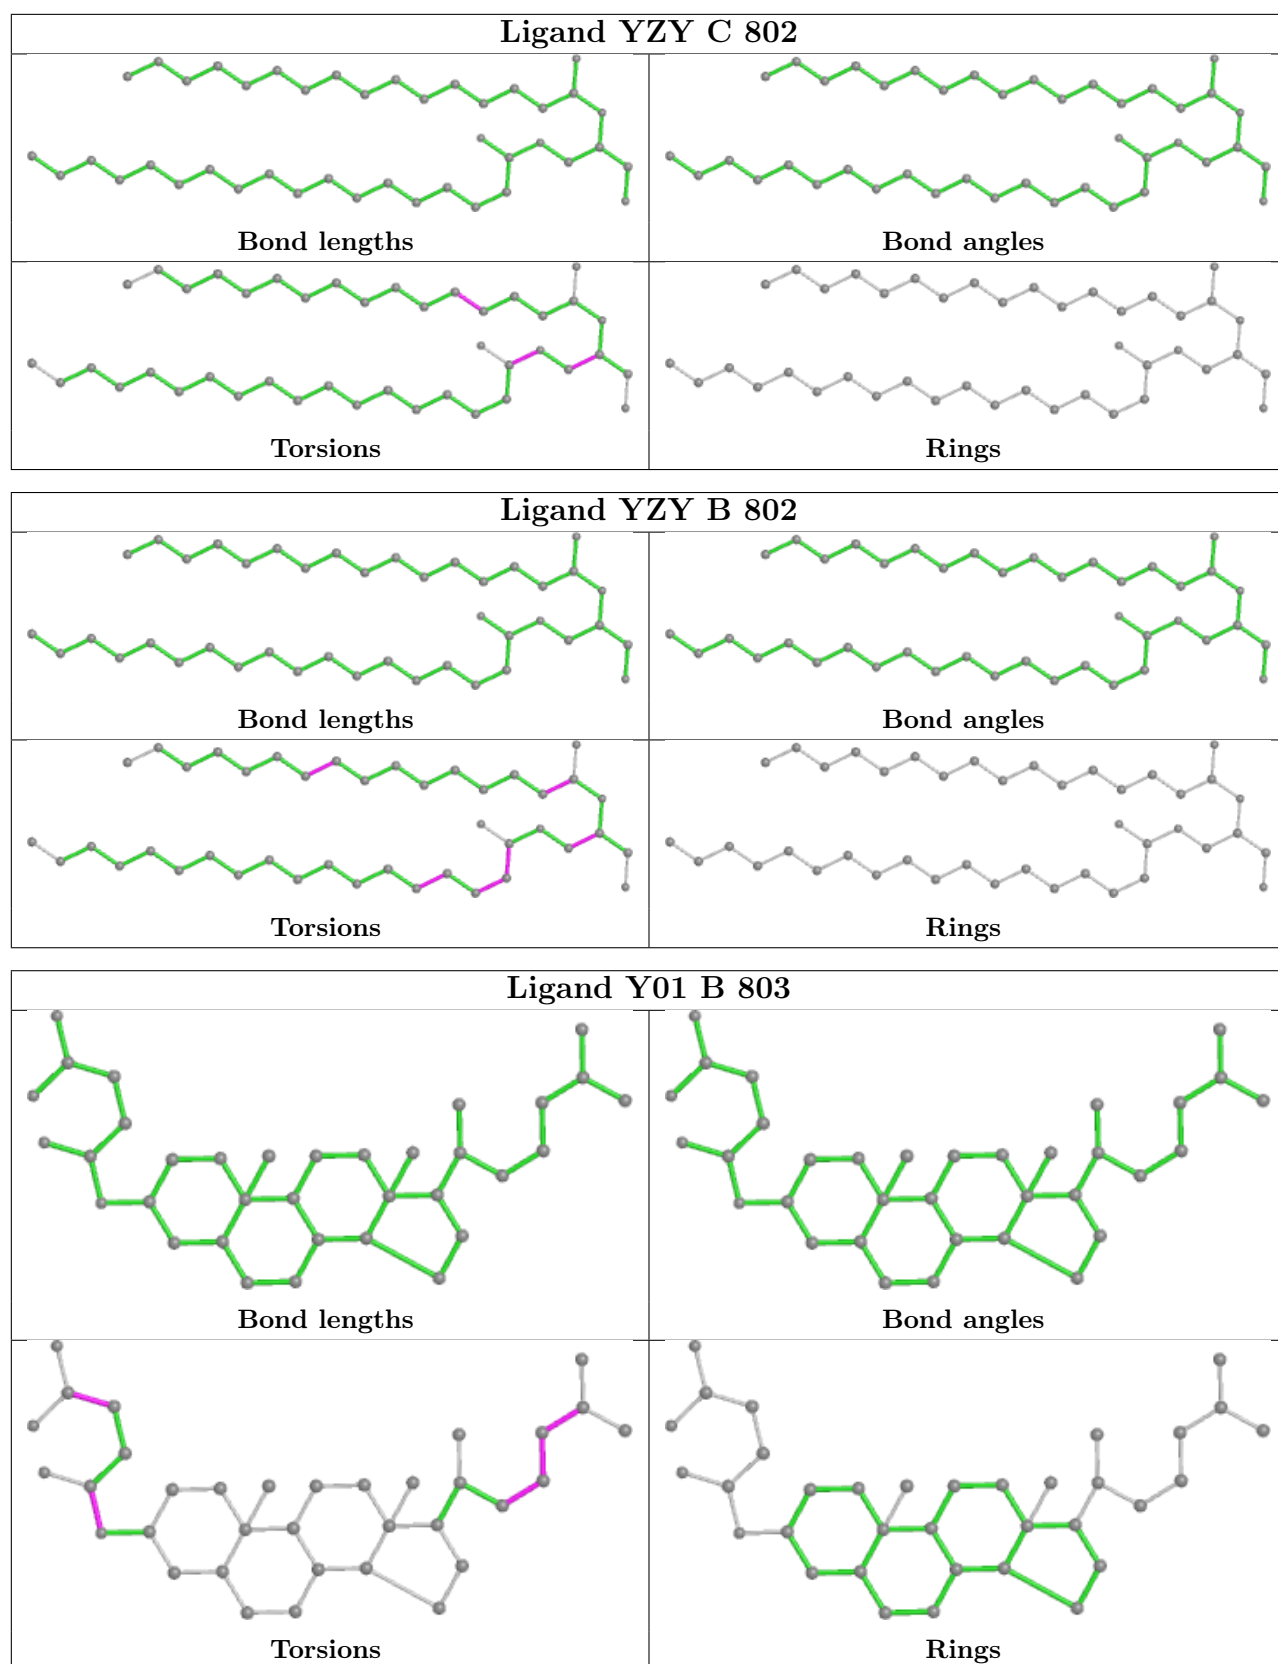 Ligand YZY C 802
Bond lengths
Bond angles
Torsions
Rings
Ligand YZY B 802
Bond lengths
Bond angles
Torsions
Rings
Ligand Y01 B 803
Bond lengths
Bond angles
Torsions
Rings